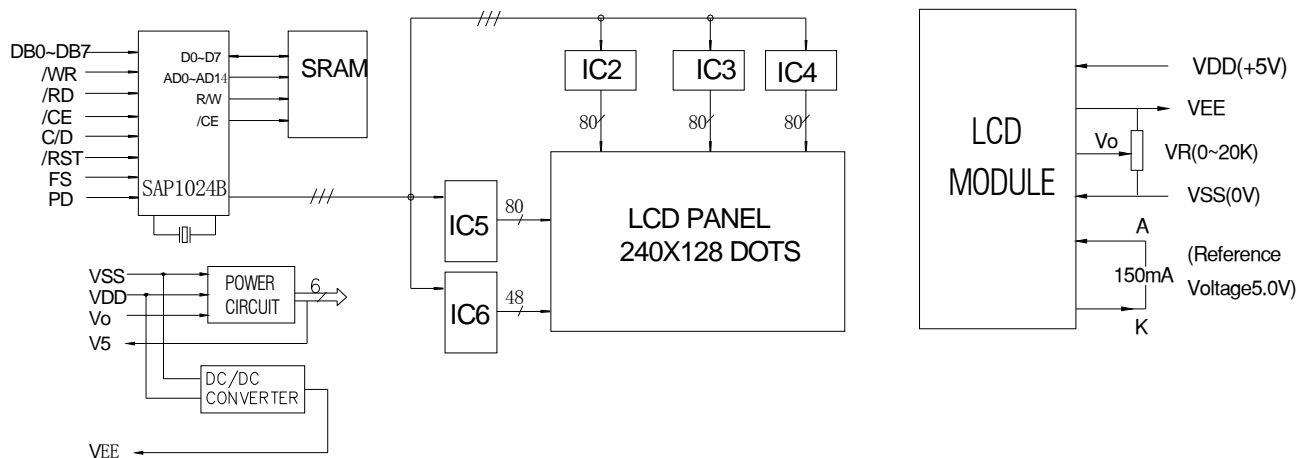 DB0~DB7
/WR
/RD
/CE
C/D
/RST
FS
PD
D0~D7
AD0~AD14
R/W
/CE
SAP1024B
SRAM
IC2
IC3
IC4
80
80
80
IC5
80
IC6
48
LCD PANEL
240X128 DOTS
VSS
VDD
Vo
V5
POWER
CIRCUIT
6
DC/DC
CONVERTER
VEE
LCD
MODULE
VDD(+5V)
VEE
Vo
VR(0~20K)
VSS(0V)
A
150mA
K
(Reference
Voltage5.0V)